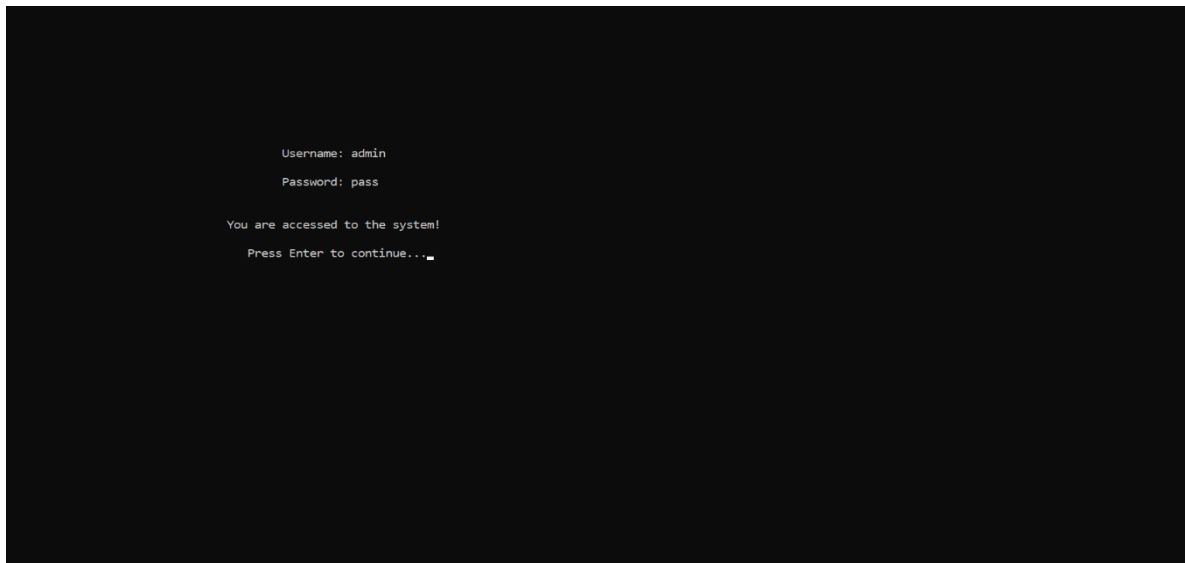 Username: admin
Password: pass
You are accessed to the system!
Press Enter to continue...